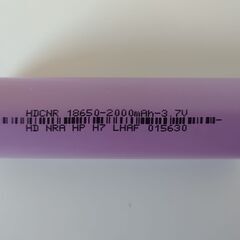 HDCNR 18650-2000mAh-3.7V
HD NRA HP H7 LHAF 015630